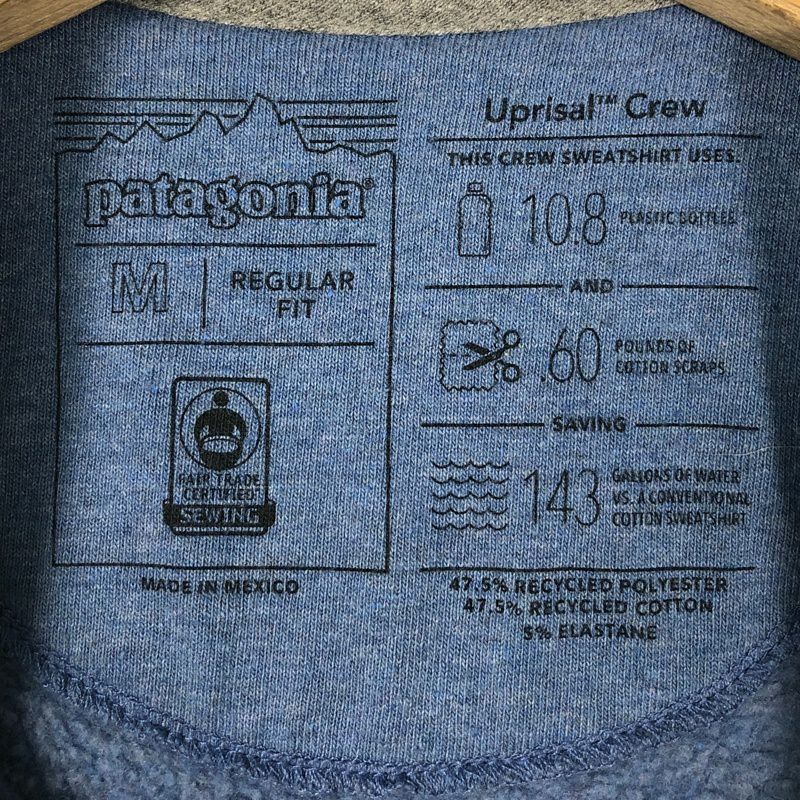 patagonia®
M
REGULAR
FIT
FAIR TRADE
CERTIFIED
SEWING
MADE IN MEXICO
Uprisal™ Crew
THIS CREW SWEATSHIRT USES:
10.8 PLASTIC BOTTLES
AND
.60 POUNDS OF
COTTON SCRAPS,
SAVING
143 GALLONS OF WATER
VS. A CONVENTIONAL
COTTON SWEATSHIRT
47.5% RECYCLED POLYESTER
47.5% RECYCLED COTTON
5% ELASTANE